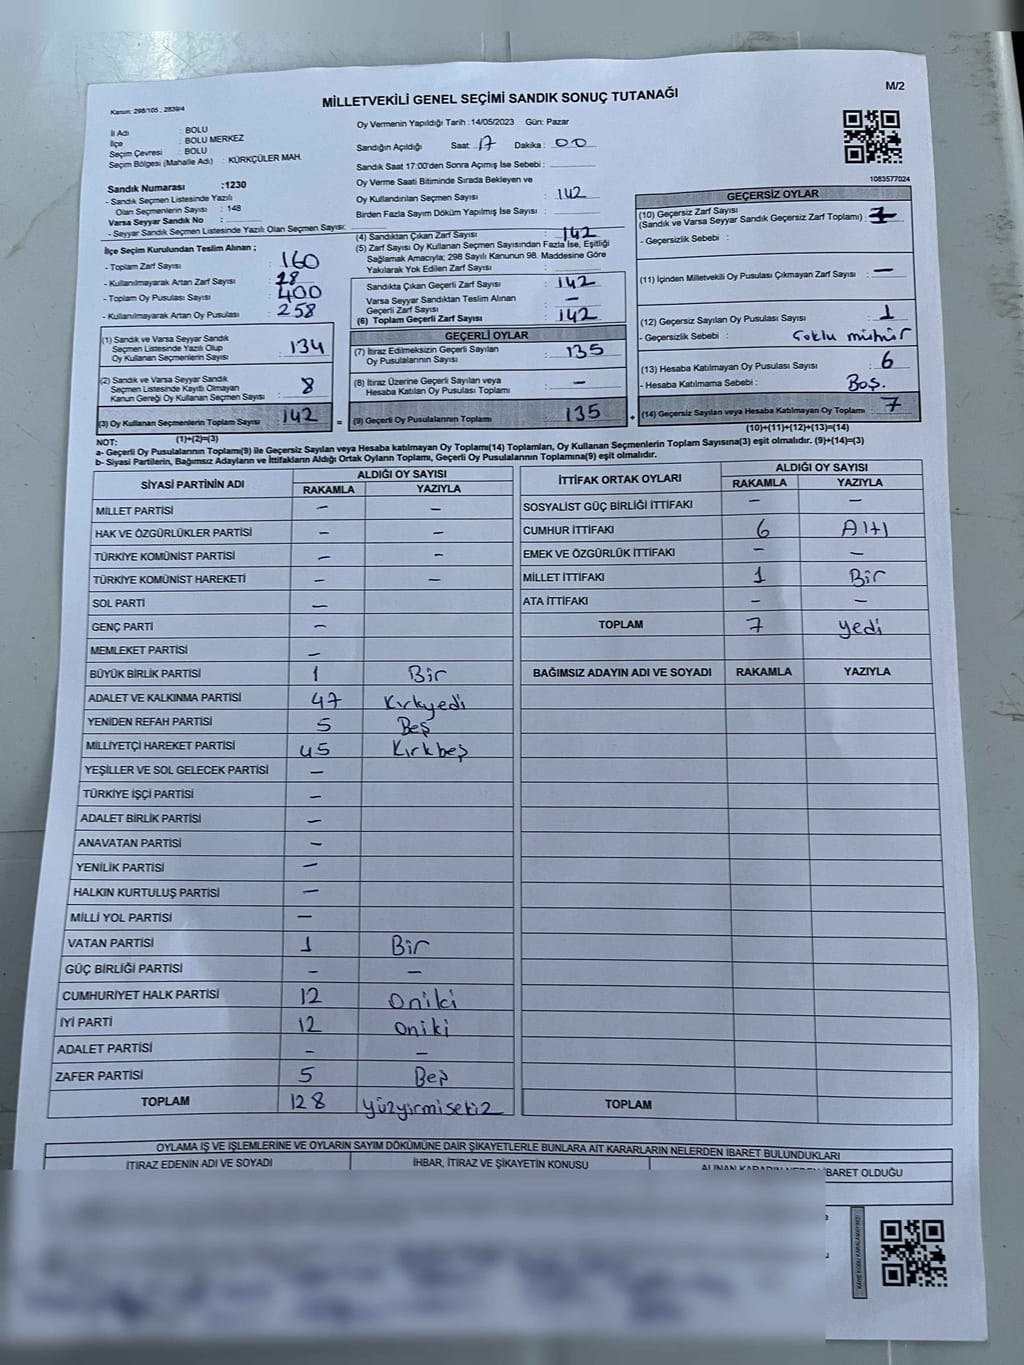 M/2
Kanun: 298/105 , 2839/4
MİLLETVEKİLİ GENEL SEÇİMİ SANDIK SONUÇ TUTANAĞI
İl Adı : BOLU
İlçe : BOLU MERKEZ
Seçim Çevresi : BOLU
Seçim Bölgesi (Mahalle Adı) : KÜRKÇÜLER MAH.
Sandık Numarası :1230
- Sandık Seçmen Listesinde Yazılı
Olan Seçmenlerin Sayısı : 148
Varsa Seyyar Sandık No :
- Seyyar Sandık Seçmen Listesinde Yazılı Olan Seçmen Sayısı:
Oy Vermenin Yapıldığı Tarih :14/05/2023 Gün: Pazar
Sandığın Açıldığı Saat: 17 Dakika : 00
Sandık Saat 17:00'den Sonra Açımış İse Sebebi :
Oy Verme Saati Bitiminde Sırada Bekleyen ve
Oy Kullandırılan Seçmen Sayısı : 142
Birden Fazla Sayım Döküm Yapılmış İse Sayısı :
1083577024
İlçe Seçim Kurulundan Teslim Alınan ;
- Toplam Zarf Sayısı : 160
- Kullanılmayarak Artan Zarf Sayısı : 18
- Toplam Oy Pusulası Sayısı : 400
- Kullanılmayarak Artan Oy Pusulası : 258
(4) Sandıktan Çıkan Zarf Sayısı : 142
(5) Zarf Sayısı Oy Kullanan Seçmen Sayısından Fazla İse, Eşitliği
Sağlamak Amacıyla; 298 Sayılı Kanunun 98. Maddesine Göre
Yakılarak Yok Edilen Zarf Sayısı :
Sandıkta Çıkan Geçerli Zarf Sayısı : 142
Varsa Seyyar Sandıktan Teslim Alınan
Geçerli Zarf Sayısı : —
(6) Toplam Geçerli Zarf Sayısı : 142
GEÇERSİZ OYLAR
(10) Geçersiz Zarf Sayısı
(Sandık ve Varsa Seyyar Sandık Geçersiz Zarf Toplamı) :
- Geçersizlik Sebebi :
(11) İçinden Milletvekili Oy Pusulası Çıkmayan Zarf Sayısı : —
(12) Geçersiz Sayılan Oy Pusulası Sayısı : 1
- Geçersizlik Sebebi : Çoklu mühür
(13) Hesaba Katılmayan Oy Pusulası Sayısı : 6
- Hesaba Katılmama Sebebi : Boş.
(14) Geçersiz Sayılan veya Hesaba Katılmayan Oy Toplamı : 7
(10)+(11)+(12)+(13)=(14)
(1) Sandık ve Varsa Seyyar Sandık
Seçmen Listesinde Yazılı Olup
Oy Kullanan Seçmenlerin Sayısı : 134
(2) Sandık ve Varsa Seyyar Sandık
Seçmen Listesinde Kayıtlı Olmayan
Kanun Gereği Oy Kullanan Seçmen Sayısı : 8
(3) Oy Kullanan Seçmenlerin Toplam Sayısı : 142
(1)+(2)=(3)
GEÇERLİ OYLAR
(7) İtiraz Edilmeksizin Geçerli Sayılan
Oy Pusulalarının Sayısı : 135
(8) İtiraz Üzerine Geçerli Sayılan veya
Hesaba Katılan Oy Pusulası Toplamı : —
= (9) Geçerli Oy Pusulalarının Toplamı : 135 +
NOT:
a- Geçerli Oy Pusulalarının Toplamı(9) ile Geçersiz Sayılan veya Hesaba katılmayan Oy Toplamı(14) Toplamları, Oy Kullanan Seçmenlerin Toplam Sayısına(3) eşit olmalıdır. (9)+(14)=(3)
b- Siyasi Partilerin, Bağımsız Adayların ve İttifakların Aldığı Ortak Oyların Toplamı, Geçerli Oy Pusulalarının Toplamına(9) eşit olmalıdır.
SİYASİ PARTİNİN ADI ALDIĞI OY SAYISI
RAKAMLA YAZIYLA
MİLLET PARTİSİ — —
HAK VE ÖZGÜRLÜKLER PARTİSİ — —
TÜRKİYE KOMÜNİST PARTİSİ — —
TÜRKİYE KOMÜNİST HAREKETİ — —
SOL PARTİ —
GENÇ PARTİ —
MEMLEKET PARTİSİ —
BÜYÜK BİRLİK PARTİSİ 1 Bir
ADALET VE KALKINMA PARTİSİ 47 Kırkyedi
YENİDEN REFAH PARTİSİ 5 Beş
MİLLİYETÇİ HAREKET PARTİSİ 45 Kırkbeş
YEŞİLLER VE SOL GELECEK PARTİSİ —
TÜRKİYE İŞÇİ PARTİSİ —
ADALET BİRLİK PARTİSİ —
ANAVATAN PARTİSİ —
YENİLİK PARTİSİ —
HALKIN KURTULUŞ PARTİSİ —
MİLLİ YOL PARTİSİ —
VATAN PARTİSİ 1 Bir
GÜÇ BİRLİĞİ PARTİSİ — —
CUMHURİYET HALK PARTİSİ 12 oniki
İYİ PARTİ 12 oniki
ADALET PARTİSİ — —
ZAFER PARTİSİ 5 Beş
TOPLAM 128 yüzyirmisekiz
İTTİFAK ORTAK OYLARI ALDIĞI OY SAYISI
RAKAMLA YAZIYLA
SOSYALİST GÜÇ BİRLİĞİ İTTİFAKI — —
CUMHUR İTTİFAKI 6 Altı
EMEK VE ÖZGÜRLÜK İTTİFAKI — —
MİLLET İTTİFAKI 1 Bir
ATA İTTİFAKI — —
TOPLAM 7 yedi
BAĞIMSIZ ADAYIN ADI VE SOYADI RAKAMLA YAZIYLA
TOPLAM
OYLAMA İŞ VE İŞLEMLERİNE VE OYLARIN SAYIM DÖKÜMÜNE DAİR ŞİKAYETLERLE BUNLARA AİT KARARLARIN NELERDEN İBARET BULUNDUKLARI
İTİRAZ EDENİN ADI VE SOYADI İHBAR, İTİRAZ VE ŞİKAYETİN KONUSU ALINAN KARARIN NEDEN İBARET OLDUĞU